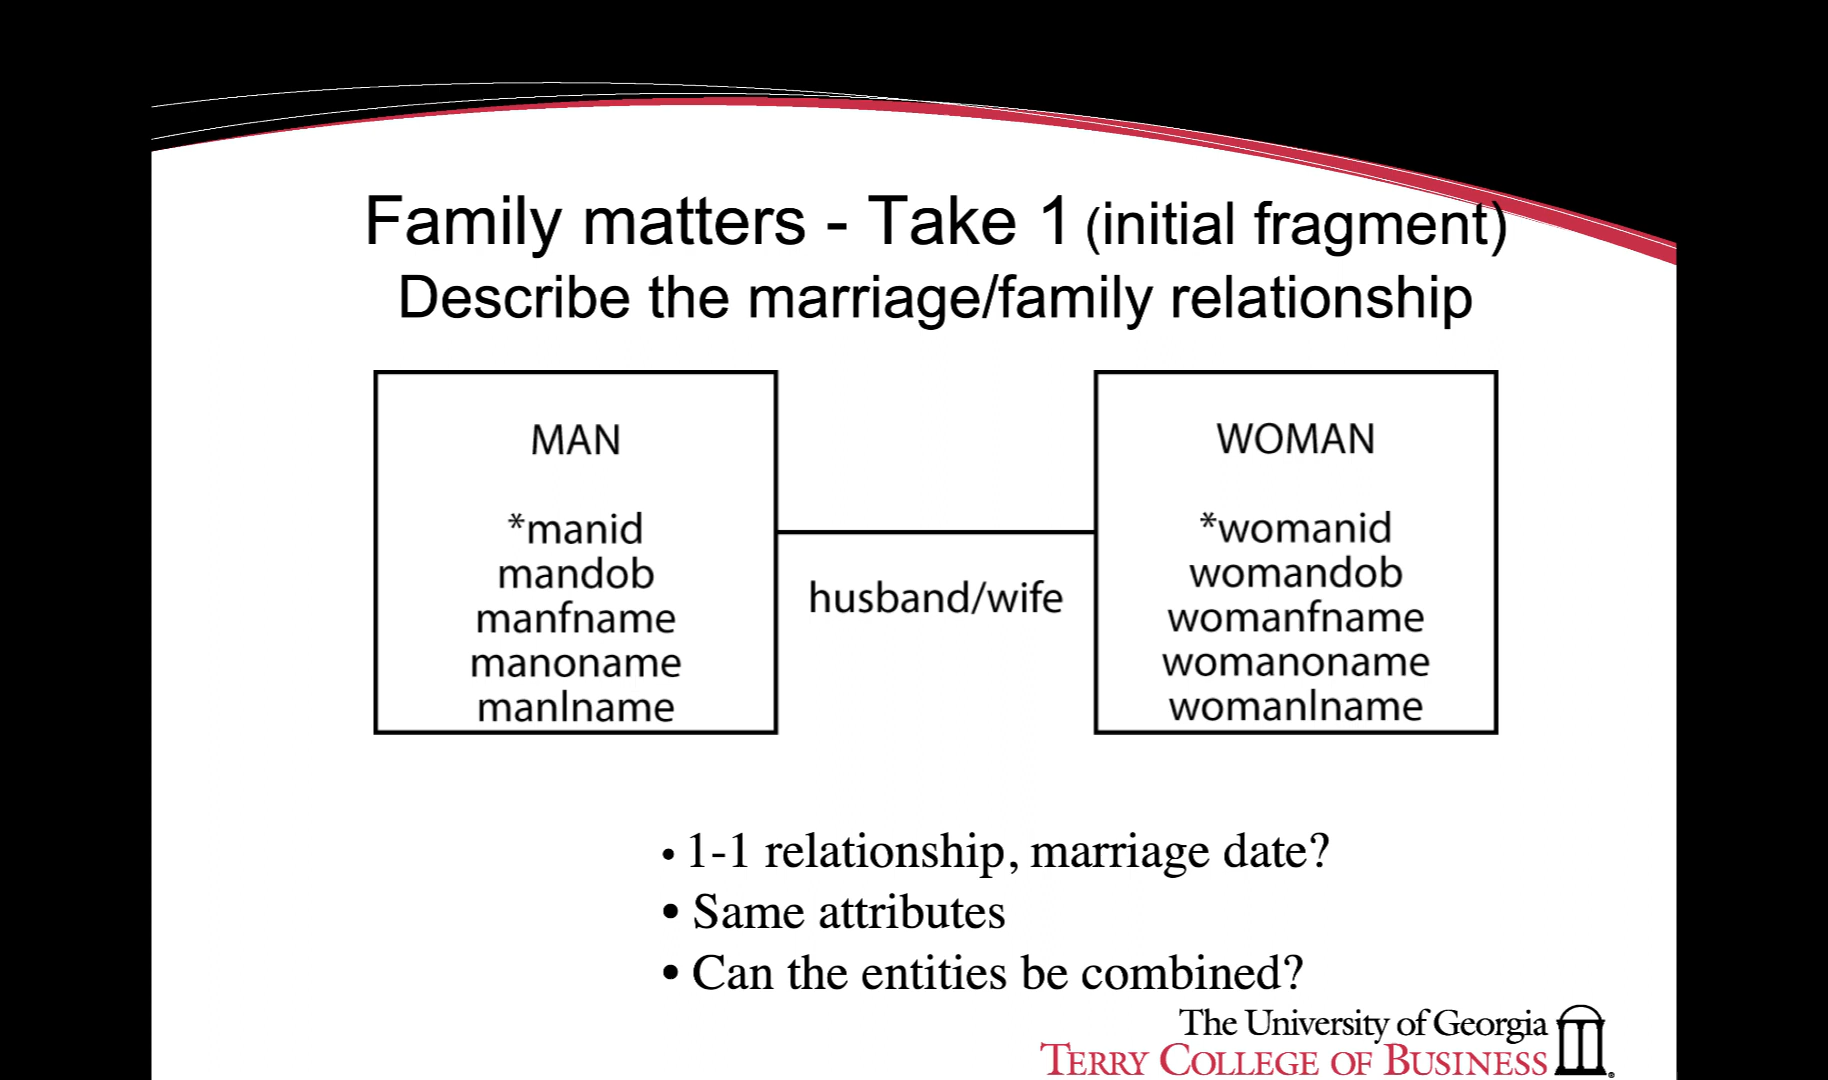 Family matters - Take 1 (initial fragment)
Describe the marriage/family relationship
MAN
*manid
mandob
manfname
manoname
manlname
husband/wife
WOMAN
*womanid
womandob
womanfname
womanoname
womanlname
• 1-1 relationship, marriage date?
• Same attributes
• Can the entities be combined?
The University of Georgia
TERRY COLLEGE OF BUSINESS